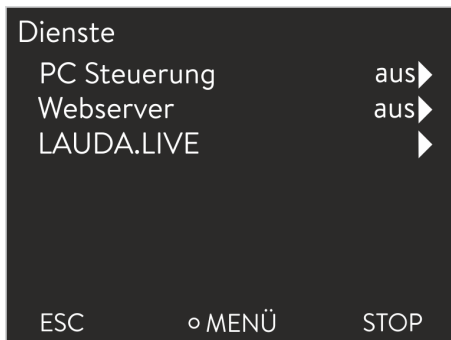 Dienste
PC Steuerung aus
Webserver aus
LAUDA.LIVE
ESC MENÜ STOP